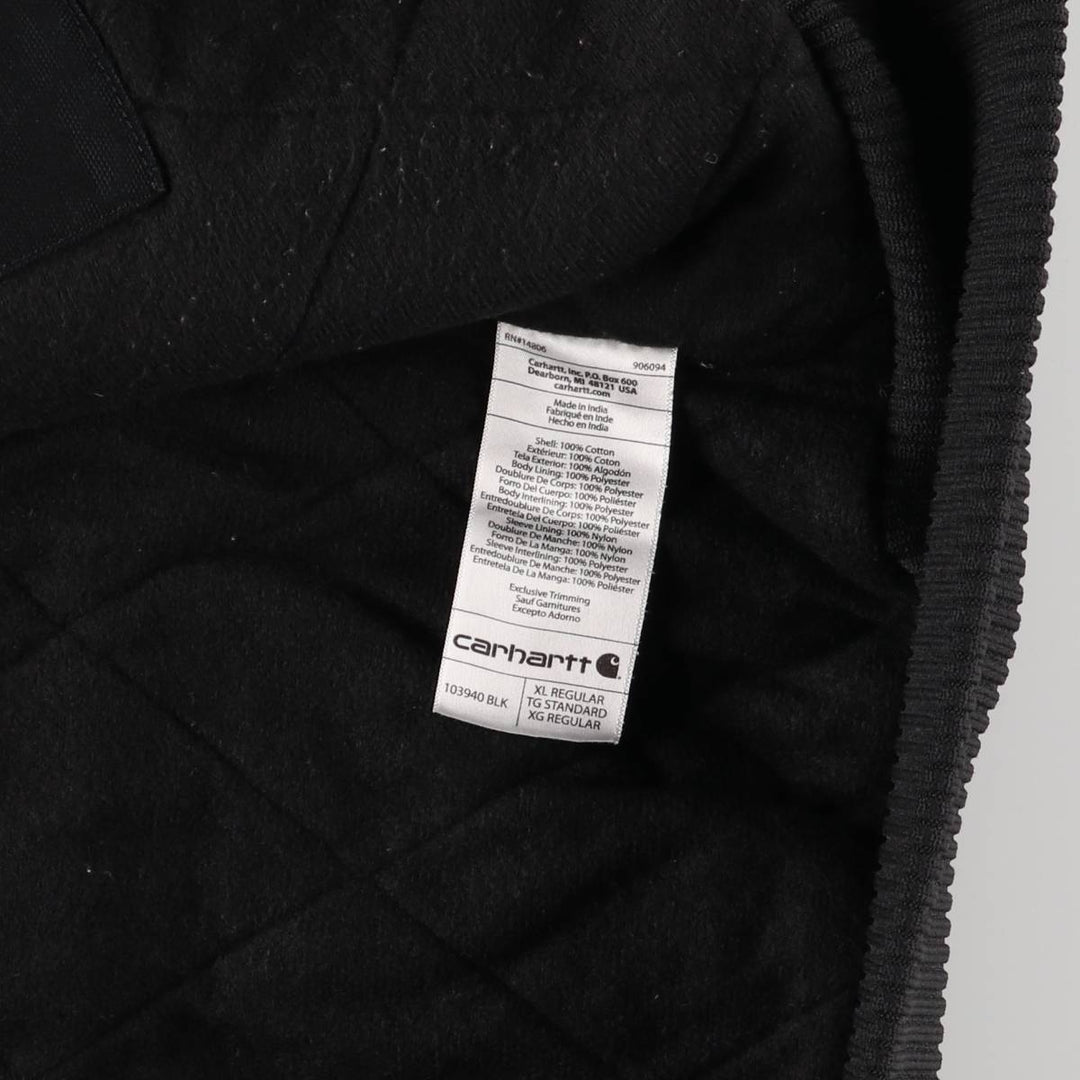 RN#14806 906094
Carhartt, Inc. P.O. Box 600
Dearborn, MI 48121 USA
carhartt.com
Made in India
Fabriqué en Inde
Hecho en India
Shell: 100% Cotton
Extérieur: 100% Coton
Tela Exterior: 100% Algodón
Body Lining: 100% Polyester
Doublure De Corps: 100% Polyester
Forro Del Cuerpo: 100% Poliéster
Body Interlining: 100% Polyester
Entredoublure De Corps: 100% Polyester
Entretela Del Cuerpo: 100% Poliéster
Sleeve Lining: 100% Nylon
Doublure De Manche: 100% Nylon
Forro De La Manga: 100% Nylon
Sleeve Interlining: 100% Polyester
Entredoublure De Manche: 100% Polyester
Entretela De La Manga: 100% Poliéster
Exclusive Trimming
Sauf Garnitures
Excepto Adorno
carhartt
103940 BLK
XL REGULAR
TG STANDARD
XG REGULAR